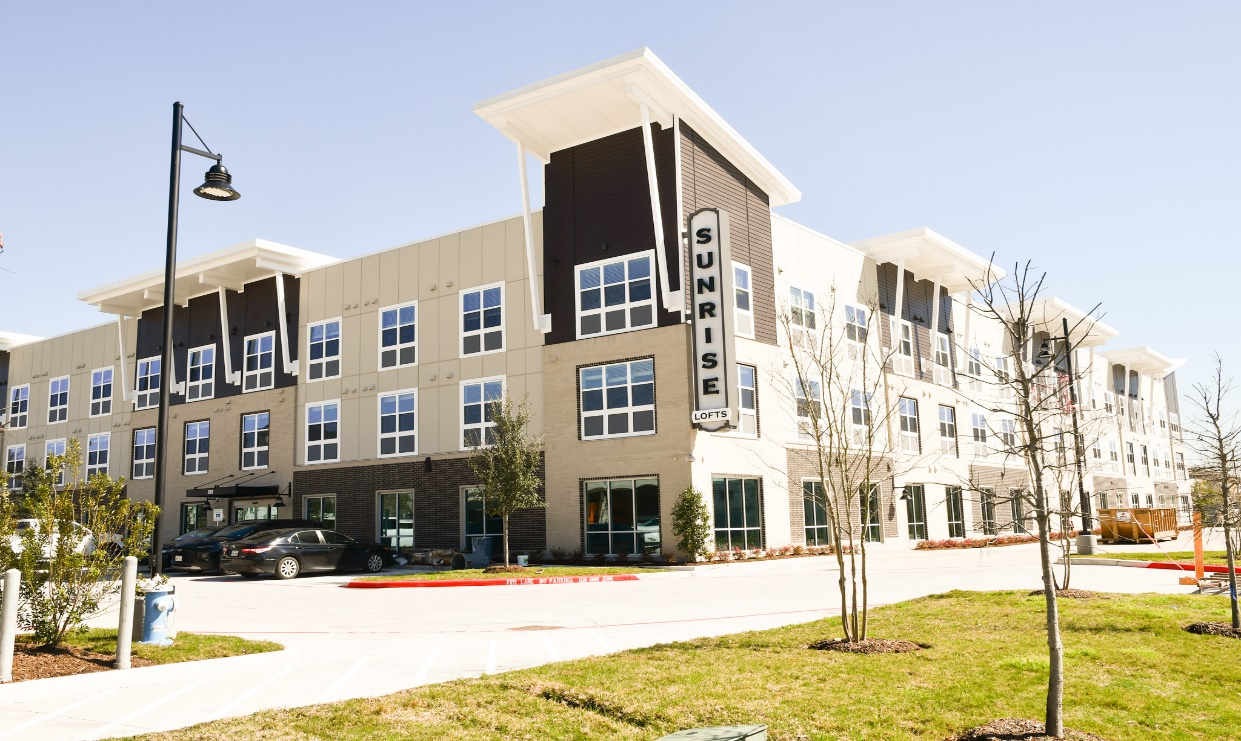 SUNRISE
LOFTS
FIRE LANE NO PARKING